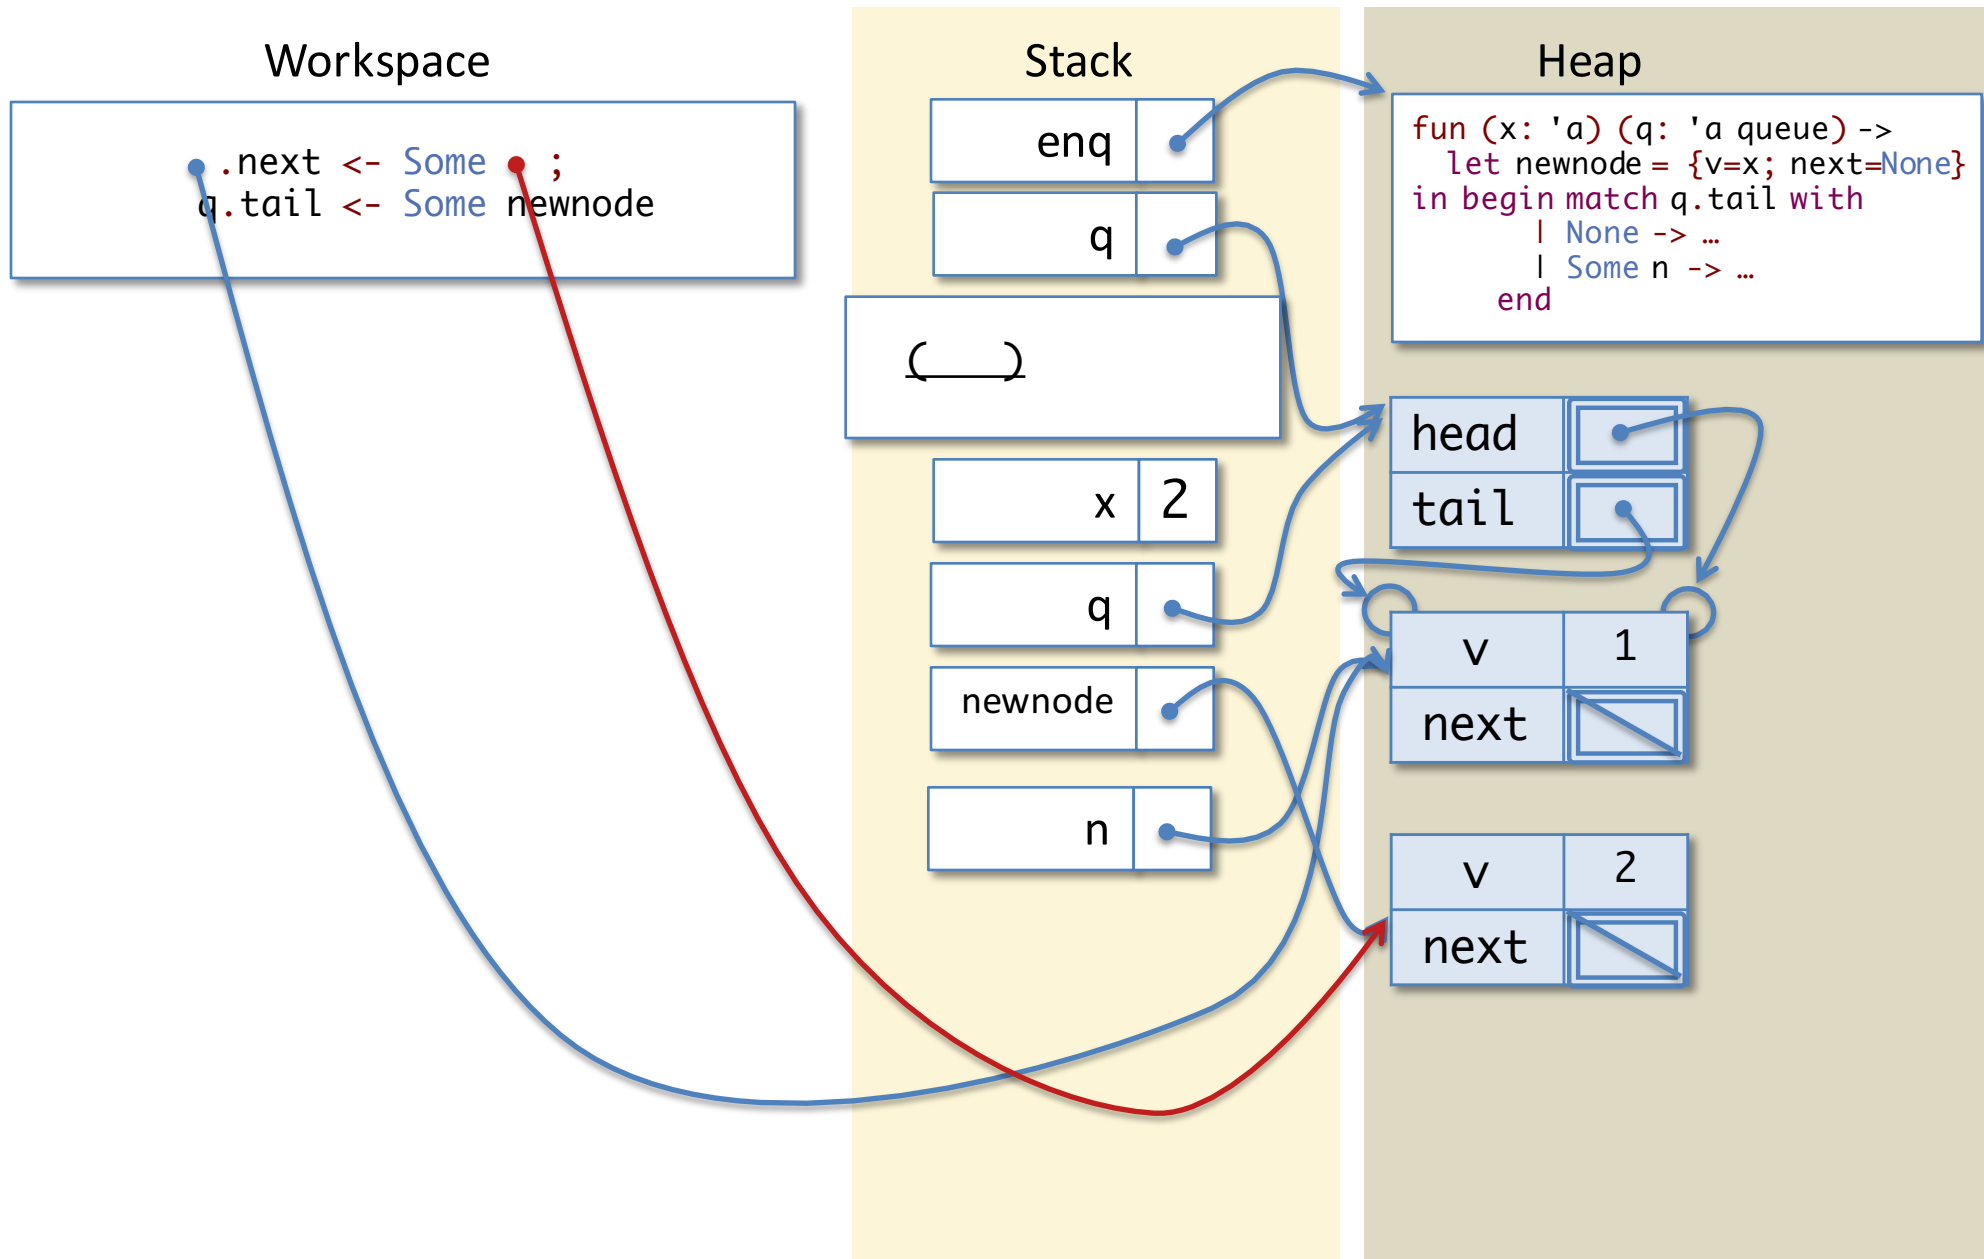 Workspace
.next <- Some ;
q.tail <- Some newnode
Stack
enq
q
( )
x 2
q
newnode
n
Heap
fun (x: 'a) (q: 'a queue) ->
let newnode = {v=x; next=None}
in begin match q.tail with
| None -> …
| Some n -> …
end
head
tail
v 1
next
v 2
next